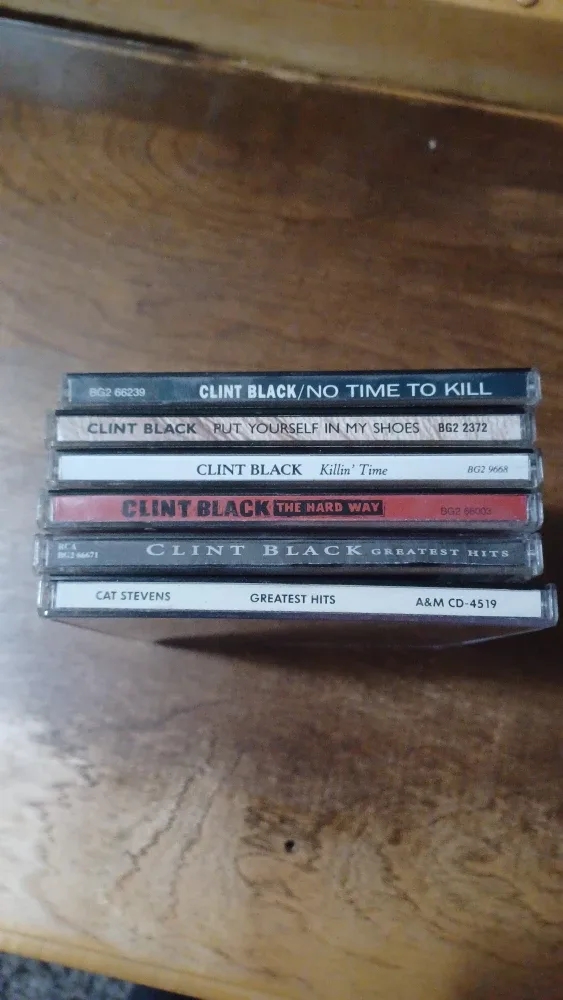 BG2 66239 CLINT BLACK/NO TIME TO KILL
CLINT BLACK PUT YOURSELF IN MY SHOES BG2 2372
CLINT BLACK Killin' Time BG2 9668
CLINT BLACK THE HARD WAY BG2 66003
RCA
BG2 66671 CLINT BLACK GREATEST HITS
CAT STEVENS GREATEST HITS A&M CD-4519